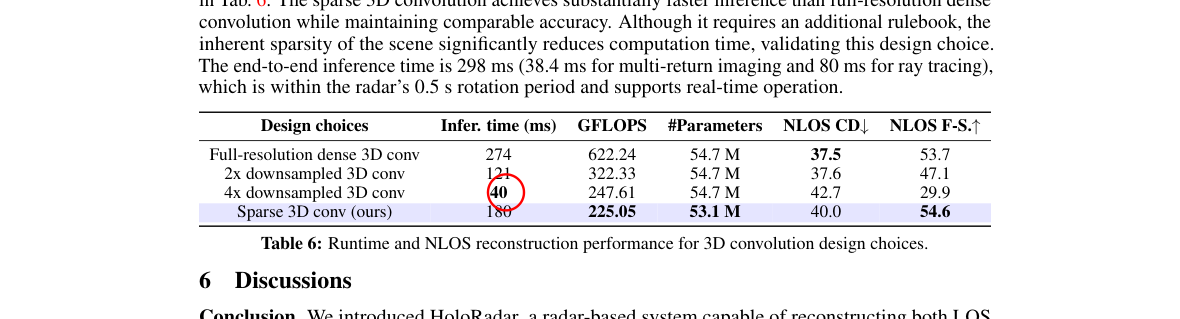 in Tab. 6. The sparse 3D convolution achieves substantially faster inference than full-resolution dense
convolution while maintaining comparable accuracy. Although it requires an additional rulebook, the
inherent sparsity of the scene significantly reduces computation time, validating this design choice.
The end-to-end inference time is 298 ms (38.4 ms for multi-return imaging and 80 ms for ray tracing),
which is within the radar's 0.5 s rotation period and supports real-time operation.
Design choices Infer. time (ms) GFLOPS #Parameters NLOS CD↓ NLOS F-S.↑
Full-resolution dense 3D conv 274 622.24 54.7 M 37.5 53.7
2x downsampled 3D conv 121 322.33 54.7 M 37.6 47.1
4x downsampled 3D conv 40 247.61 54.7 M 42.7 29.9
Sparse 3D conv (ours) 180 225.05 53.1 M 40.0 54.6
Table 6: Runtime and NLOS reconstruction performance for 3D convolution design choices.
6 Discussions
Conclusion. We introduced HoloRadar, a radar-based system capable of reconstructing both LOS